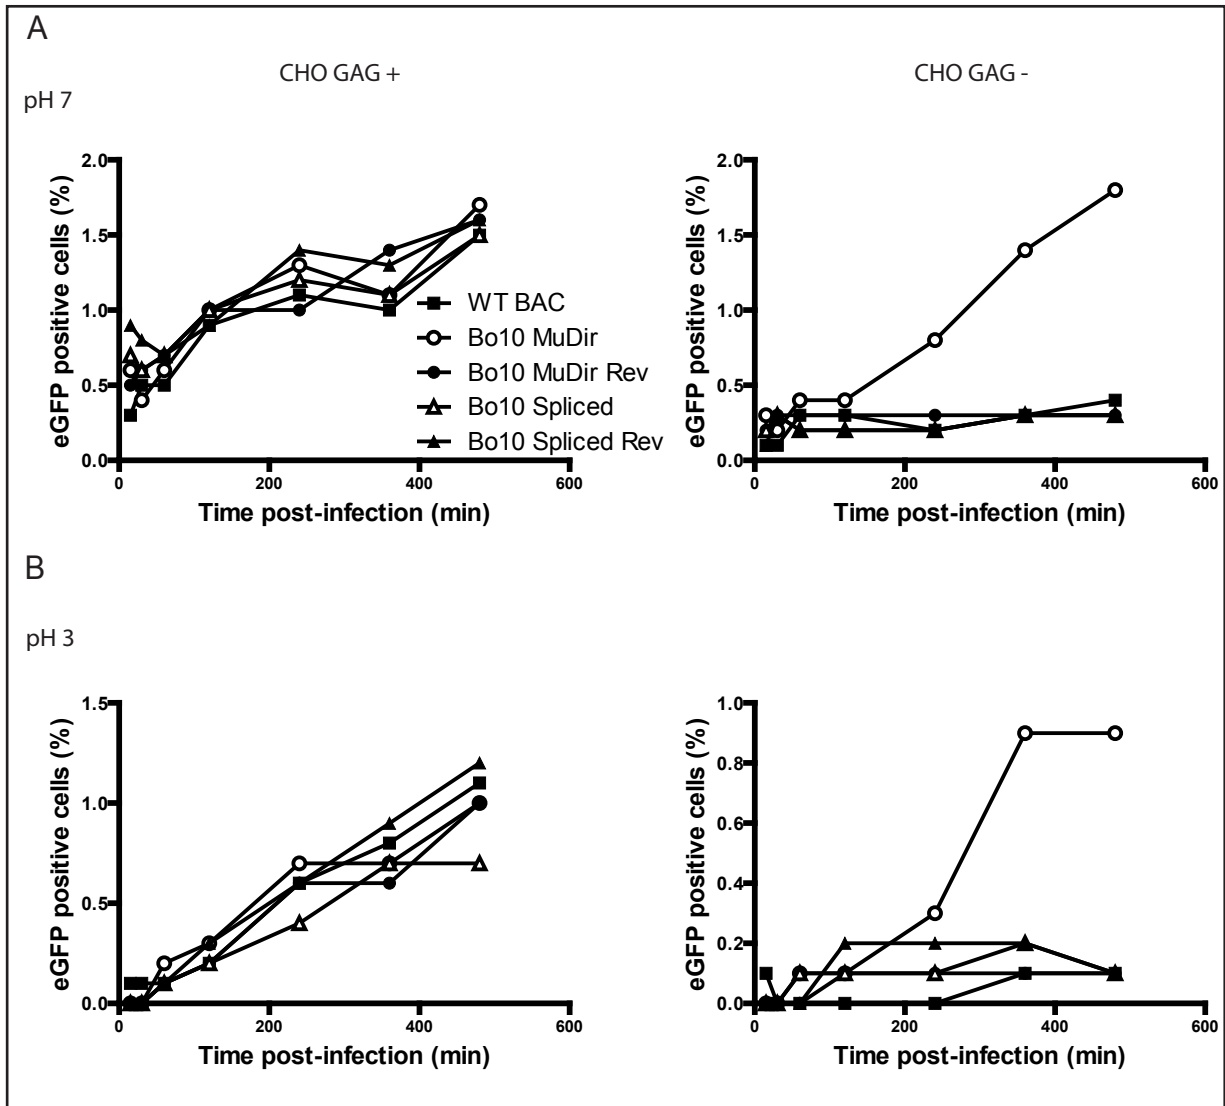 A
CHO GAG +
CHO GAG -
pH 7
2.0
1.5
1.0
0.5
0.0
eGFP positive cells (%)
0
200
400
600
Time post-infection (min)
WT BAC
Bo10 MuDir
Bo10 MuDir Rev
Bo10 Spliced
Bo10 Spliced Rev
2.0
1.5
1.0
0.5
0.0
eGFP positive cells (%)
0
200
400
600
Time post-infection (min)
B
pH 3
1.5
1.0
0.5
0.0
eGFP positive cells (%)
0
200
400
600
Time post-infection (min)
1.0
0.8
0.6
0.4
0.2
0.0
eGFP positive cells (%)
0
200
400
600
Time post-infection (min)